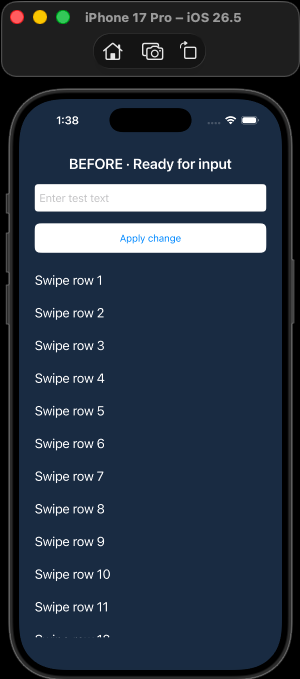 iPhone 17 Pro – iOS 26.5
1:38
BEFORE · Ready for input
Enter test text
Apply change
Swipe row 1
Swipe row 2
Swipe row 3
Swipe row 4
Swipe row 5
Swipe row 6
Swipe row 7
Swipe row 8
Swipe row 9
Swipe row 10
Swipe row 11